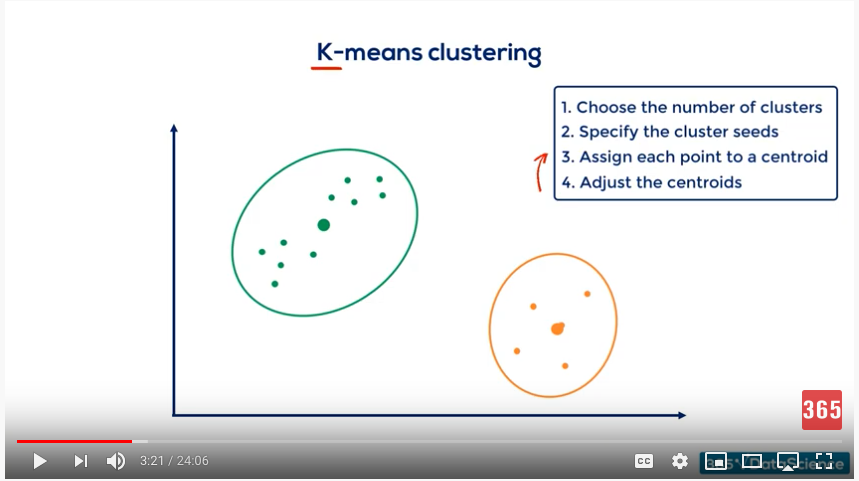 K-means clustering
1. Choose the number of clusters
2. Specify the cluster seeds
3. Assign each point to a centroid
4. Adjust the centroids
365
3:21 / 24:06
CC
DataScience